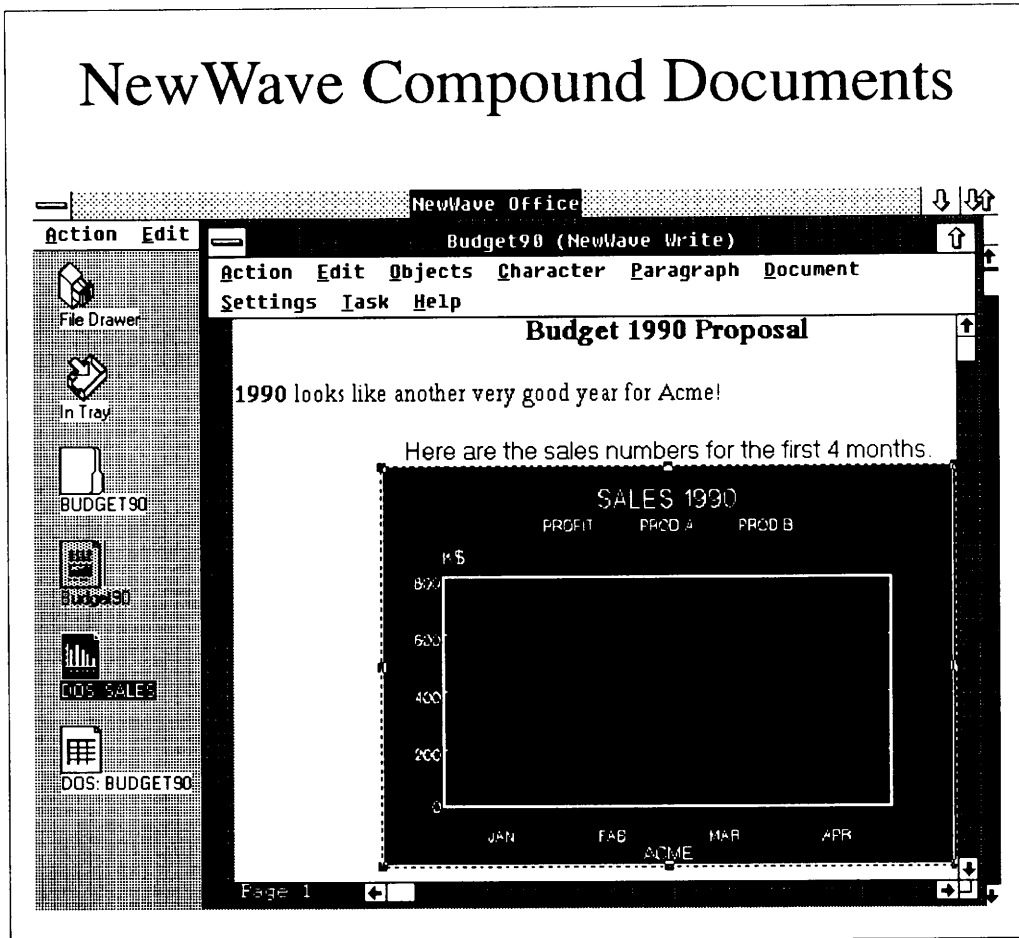 NewWave Compound Documents
NewWave Office
Action Edit
Budget90 (NewWave Write)
Action Edit Objects Character Paragraph Document
Settings Task Help
File Drawer
In Tray
BUDGET90
Budget90
DOS SALES
DOS: BUDGET90
Budget 1990 Proposal
1990 looks like another very good year for Acme!
Here are the sales numbers for the first 4 months.
SALES 1990
PROFIT PROD A PROD B
K$
800
600
400
200
0
JAN FAB MAR APR
ACME
Page 1